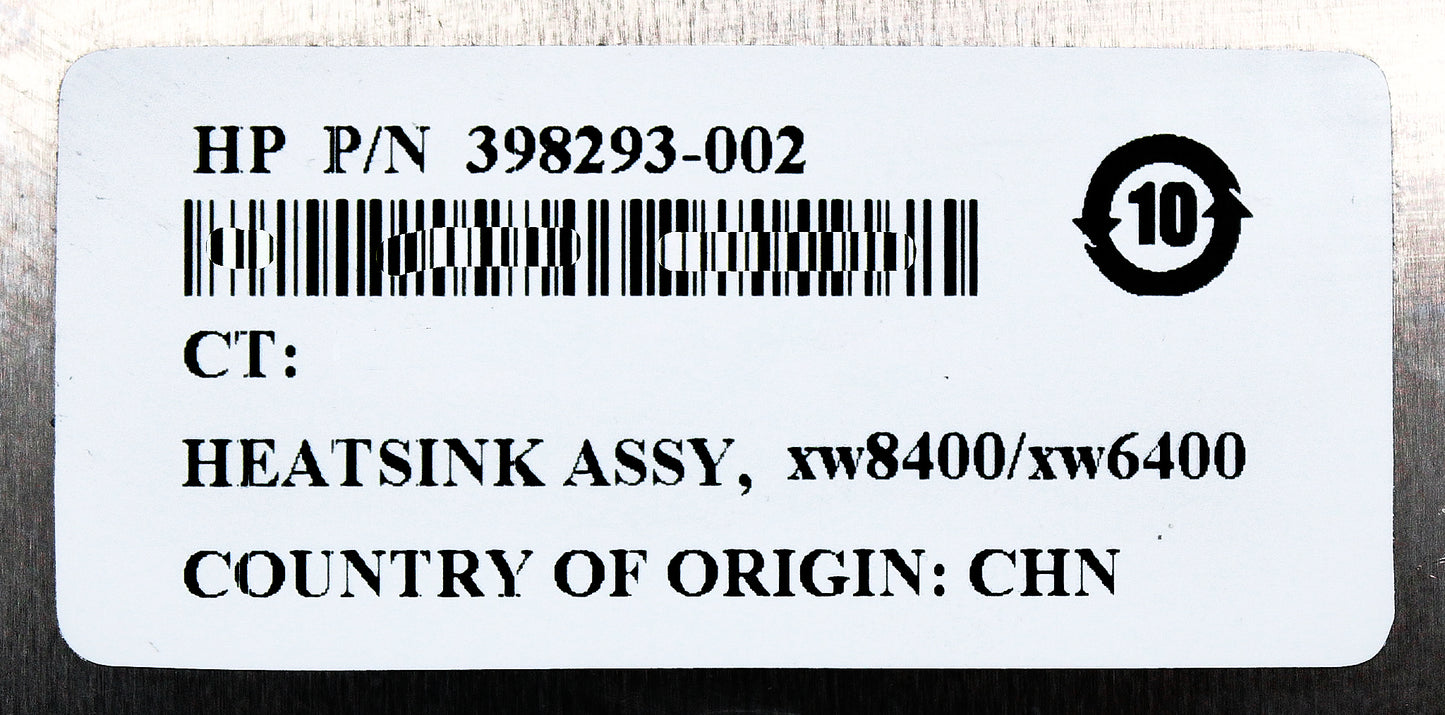 HP P/N 398293-002
10
CT:
HEATSINK ASSY, xw8400/xw6400
COUNTRY OF ORIGIN: CHN